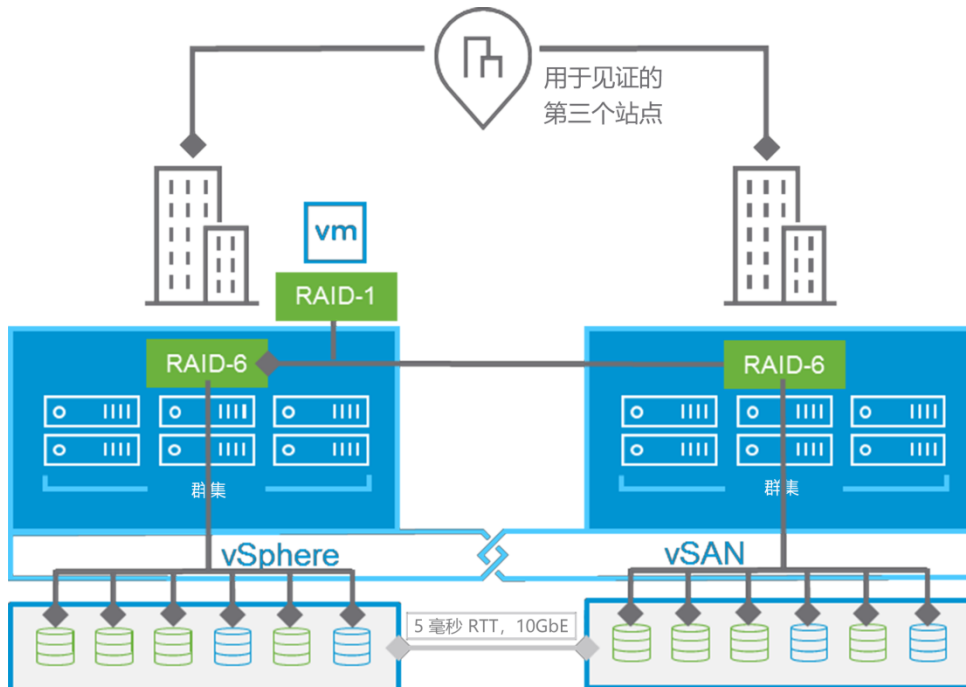 用于见证的
第三个站点
vm
RAID-1
RAID-6
RAID-6
群集
群集
vSphere
vSAN
5 毫秒 RTT，10GbE